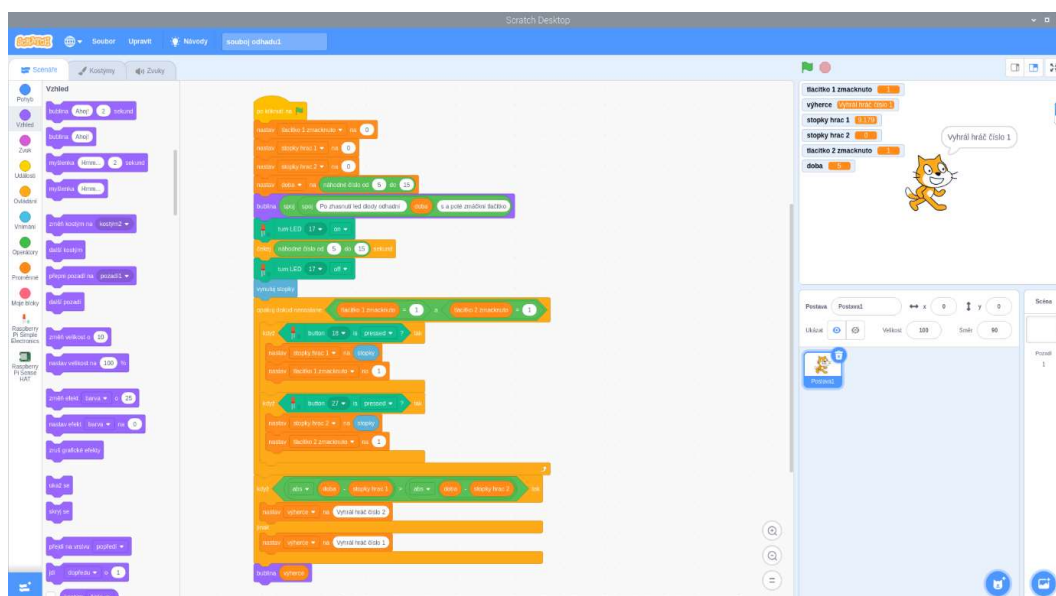 Scratch Desktop
SCRATCH Soubor Upravit Návody souboj odhadu1
Scénáře Kostýmy Zvuky
Pohyb
Vzhled
Zvuk
Události
Ovládání
Vnímání
Operátory
Proměnné
Moje bloky
Raspberry Pi Simple Electronics
Raspberry Pi Sense HAT
Vzhled
bublina Ahoj! 2 sekund
bublina Ahoj!
myšlenka Hmm... 2 sekund
myšlenka Hmm...
změň kostým na kostým2
další kostým
přepni pozadí na pozadí1
další pozadí
změň velikost o 10
nastav velikost na 100 %
změň efekt barva o 25
nastav efekt barva na 0
zruš grafické efekty
ukaž se
skryj se
přejdi na vrstvu popředí
jdi dopředu o 1
po kliknutí na
nastav tlacitko 1 zmacknuto na 0
nastav stopky hrac 1 na 0
nastav stopky hrac 2 na 0
nastav doba na náhodné číslo od 5 do 15
bublina spoj spoj Po zhasnutí led diody odhadni doba s a poté zmáčkni tlačítko
turn LED 17 on
čekej náhodné číslo od 5 do 15 sekund
turn LED 17 off
vynuluj stopky
opakuj dokud nenastane tlacitko 1 zmacknuto = 1 a tlacitko 2 zmacknuto = 1
když button 18 is pressed ? tak
nastav stopky hrac 1 na stopky
nastav tlacitko 1 zmacknuto na 1
když button 27 is pressed ? tak
nastav stopky hrac 2 na stopky
nastav tlacitko 2 zmacknuto na 1
když abs doba - stopky hrac 1 > abs doba - stopky hrac 2 tak
nastav výherce na Vyhrál hráč číslo 2
jinak
nastav výherce na Vyhrál hráč číslo 1
bublina výherce
tlacitko 1 zmacknuto 1
výherce Vyhrál hráč číslo 1
stopky hrac 1 9.179
stopky hrac 2 0
tlacitko 2 zmacknuto 1
doba 5
Vyhrál hráč číslo 1
Postava Postava1 x 0 y 0
Ukázat Velikost 100 Směr 90
Postava1
Scéna
Pozadí
1